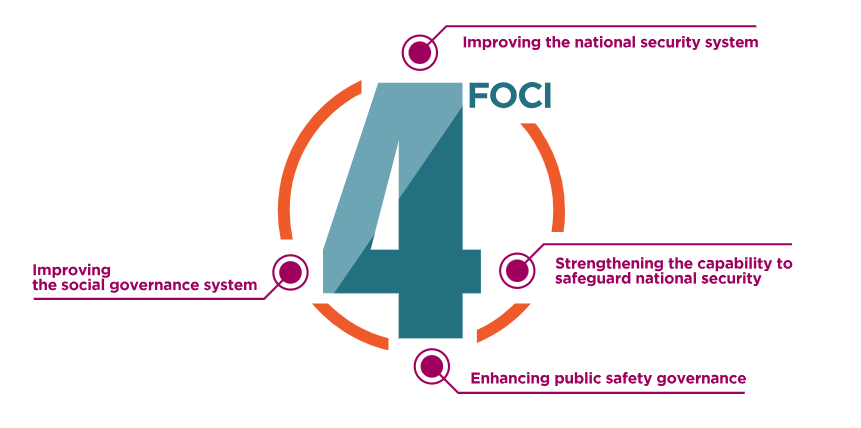 Improving the national security system
4
FOCI
Strengthening the capability to
safeguard national security
Improving
the social governance system
Enhancing public safety governance